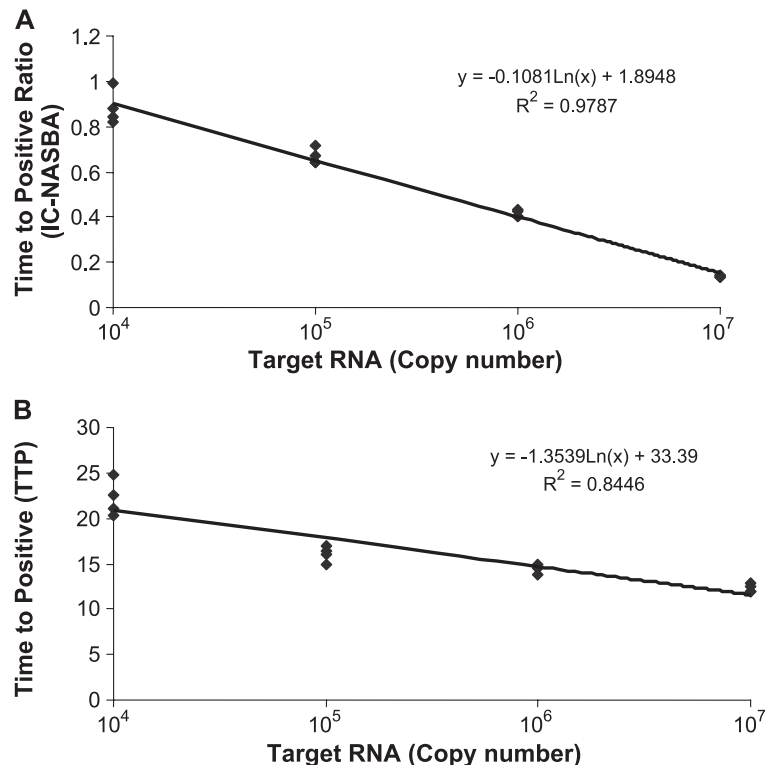 A
Time to Positive Ratio
(IC-NASBA)
1.2
1
0.8
0.6
0.4
0.2
0
y = -0.1081Ln(x) + 1.8948
R² = 0.9787
10⁴ 10⁵ 10⁶ 10⁷
Target RNA (Copy number)
B
Time to Positive (TTP)
30
25
20
15
10
5
0
y = -1.3539Ln(x) + 33.39
R² = 0.8446
10⁴ 10⁵ 10⁶ 10⁷
Target RNA (Copy number)